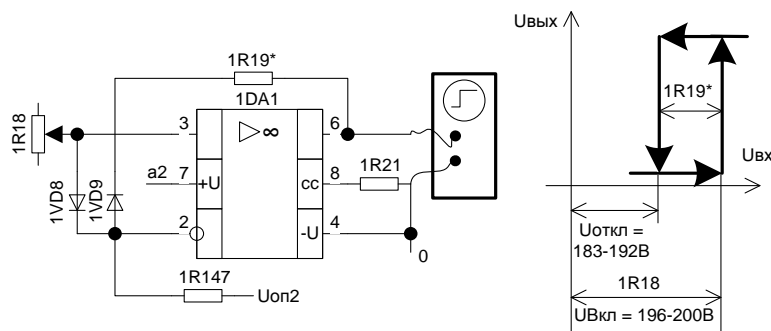 1R19*
1DA1
1R18
3
▷∞
6
a2
7
+U
8
cc
1R21
1VD8
1VD9
2
4
-U
0
1R147
Uоп2
Uвых
1R19*
Uвх
Uоткл =
183-192В
1R18
UВкл = 196-200В